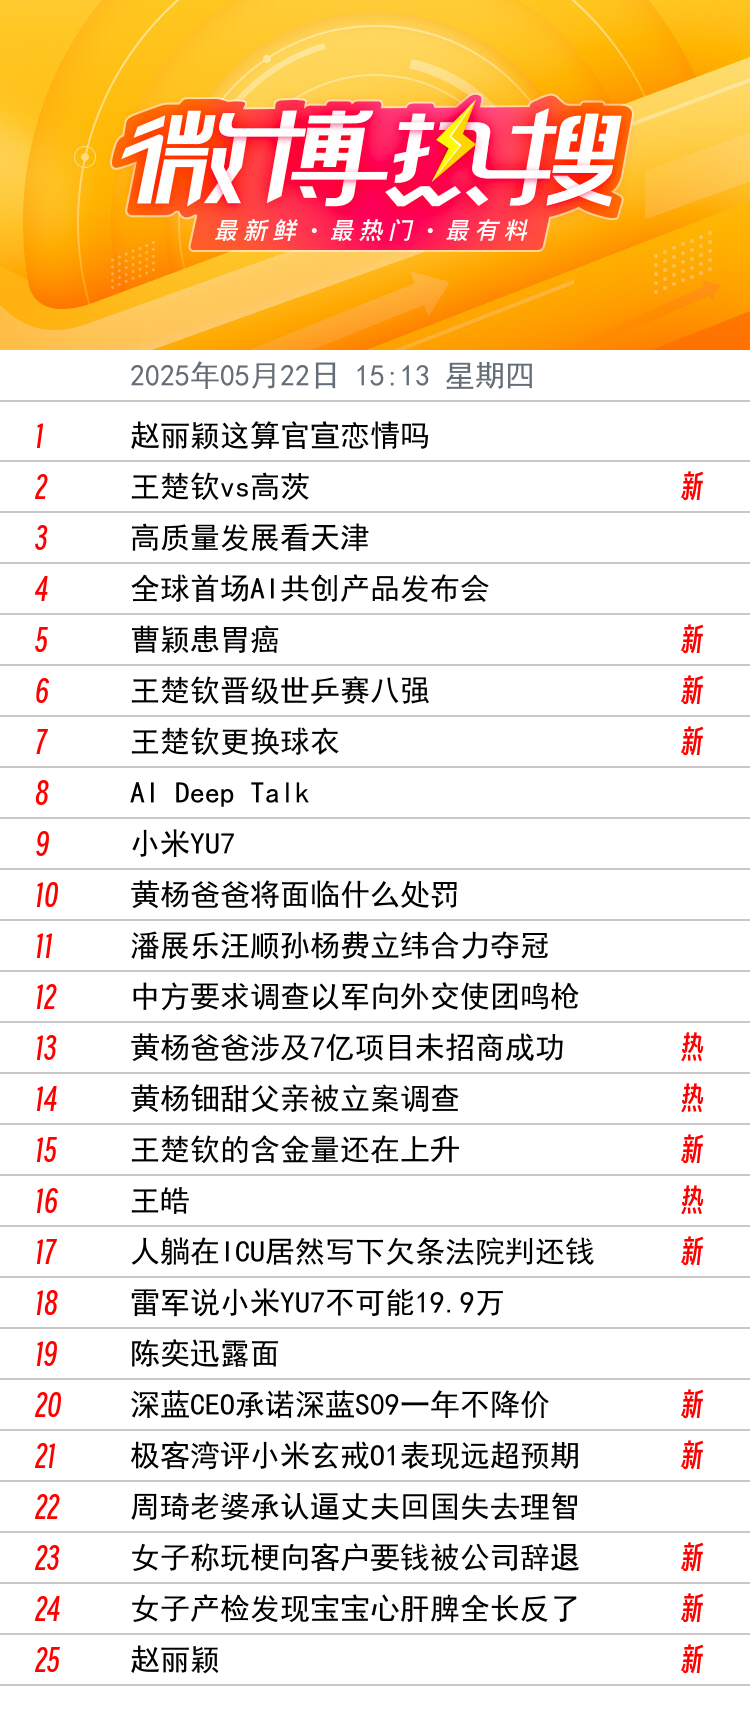 微博热搜
最新鲜·最热门·最有料
2025年05月22日 15:13 星期四
1 赵丽颖这算官宣恋情吗
2 王楚钦vs高茨 新
3 高质量发展看天津
4 全球首场AI共创产品发布会
5 曹颖患胃癌 新
6 王楚钦晋级世乒赛八强 新
7 王楚钦更换球衣 新
8 AI Deep Talk
9 小米YU7
10 黄杨爸爸将面临什么处罚
11 潘展乐汪顺孙杨费立纬合力夺冠
12 中方要求调查以军向外交使团鸣枪
13 黄杨爸爸涉及7亿项目未招商成功 热
14 黄杨钿甜父亲被立案调查 热
15 王楚钦的含金量还在上升 新
16 王皓 热
17 人躺在ICU居然写下欠条法院判还钱 新
18 雷军说小米YU7不可能19.9万
19 陈奕迅露面
20 深蓝CEO承诺深蓝S09一年不降价 新
21 极客湾评小米玄戒O1表现远超预期 新
22 周琦老婆承认逼丈夫回国失去理智
23 女子称玩梗向客户要钱被公司辞退 新
24 女子产检发现宝宝心肝脾全长反了 新
25 赵丽颖 新